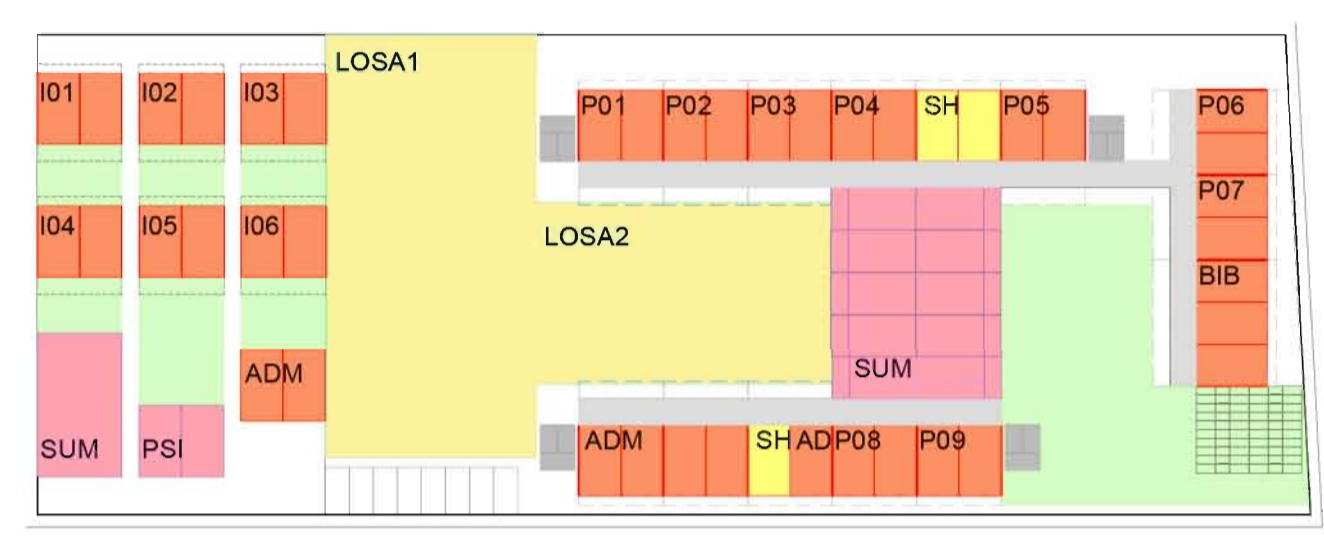 LOSA1
I01 I02 I03
P01 P02 P03 P04 SH P05 P06
P07
I04 I05 I06
LOSA2
BIB
ADM
SUM
SUM PSI
ADM SH AD P08 P09